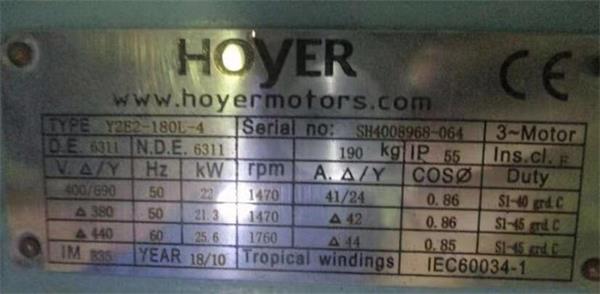 HOYER
CE
www.hoyermotors.com
TYPE Y2E2-180L-4 Serial no: SH4008968-064 3~Motor
D.E. 6311 N.D.E. 6311 190 kg IP 55 Ins.cl. F
V. Δ/Y Hz kW rpm A. Δ/Y COSØ Duty
400/690 50 22 1470 41/24 0.86 S1-40 grd.C
Δ 380 50 21.3 1470 Δ 42 0.86 S1-45 grd.C
Δ 440 60 25.6 1760 Δ 44 0.85 S1-45 grd.C
IM B35 YEAR 18/10 Tropical windings IEC60034-1